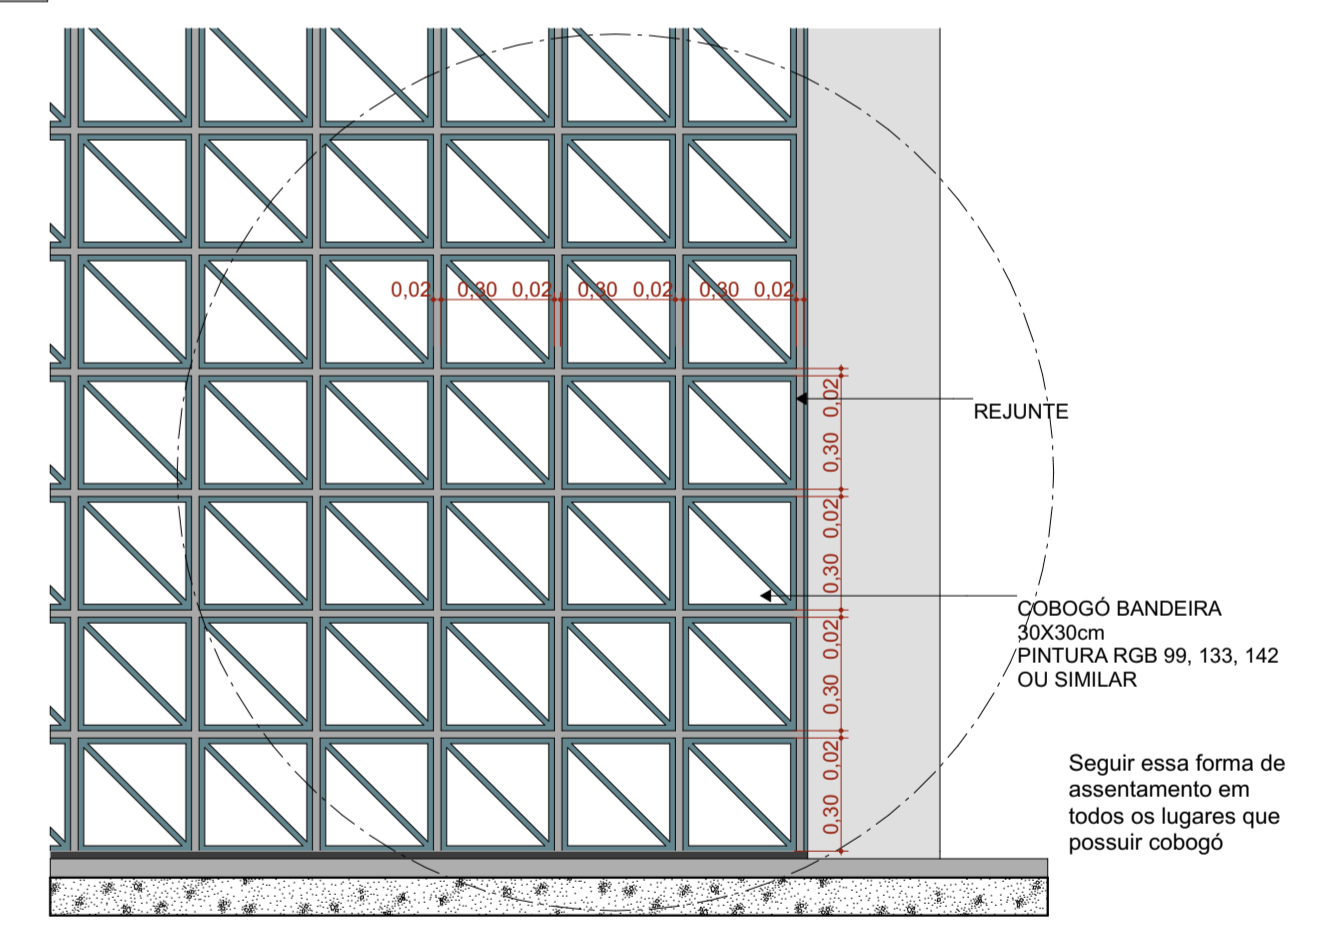 0,02 0,30 0,02 0,30 0,02 0,30 0,02
0,02
REJUNTE
0,30
0,02
0,30
COBOGÓ BANDEIRA
30X30cm
PINTURA RGB 99, 133, 142
OU SIMILAR
0,02
0,30
0,02
0,30
Seguir essa forma de
assentamento em
todos os lugares que
possuir cobogó